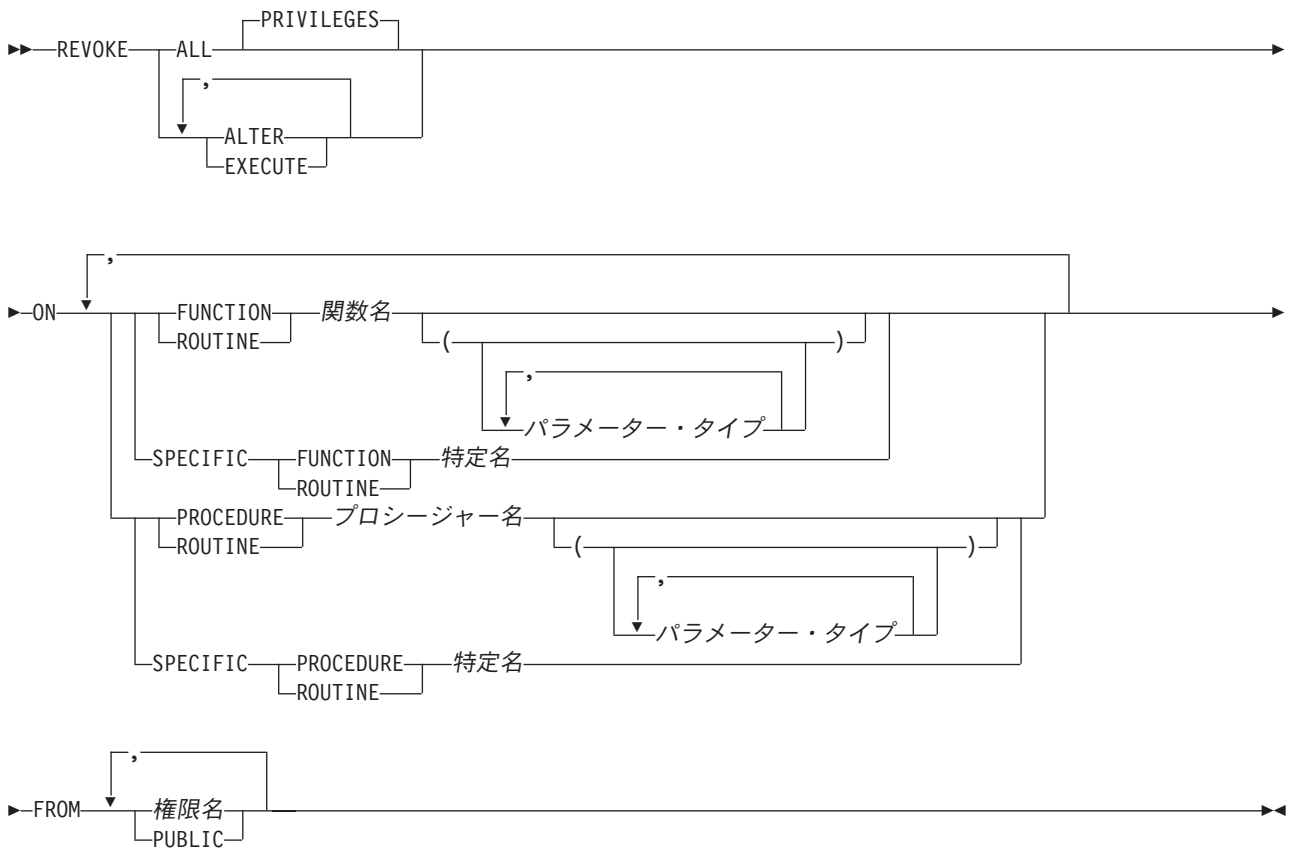 PRIVILEGES
REVOKE ALL
,
ALTER
EXECUTE
,
ON FUNCTION 関数名
ROUTINE ( )
,
パラメーター・タイプ
SPECIFIC FUNCTION 特定名
ROUTINE
PROCEDURE プロシージャー名
ROUTINE ( )
,
パラメーター・タイプ
SPECIFIC PROCEDURE 特定名
ROUTINE
,
FROM 権限名
PUBLIC